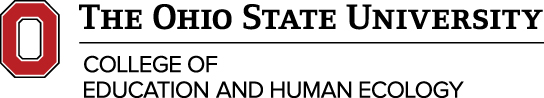 THE OHIO STATE UNIVERSITY
COLLEGE OF
EDUCATION AND HUMAN ECOLOGY